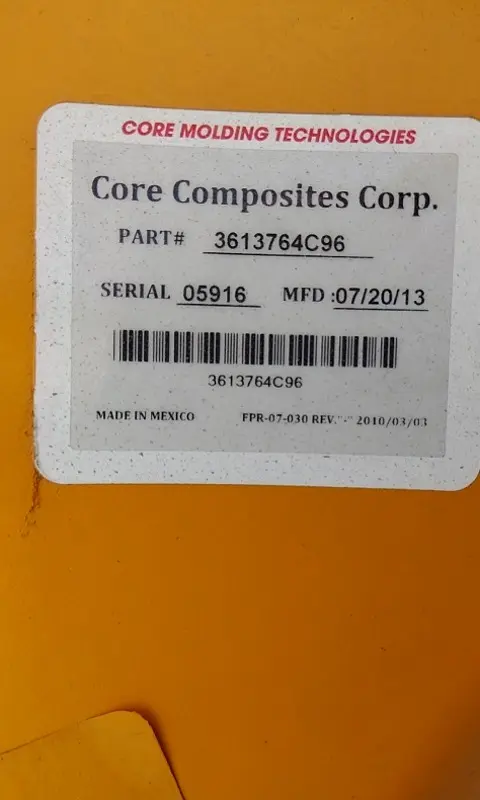 CORE MOLDING TECHNOLOGIES
Core Composites Corp.
PART# 3613764C96
SERIAL 05916 MFD :07/20/13
3613764C96
MADE IN MEXICO FPR-07-030 REV."-" 2010/03/03